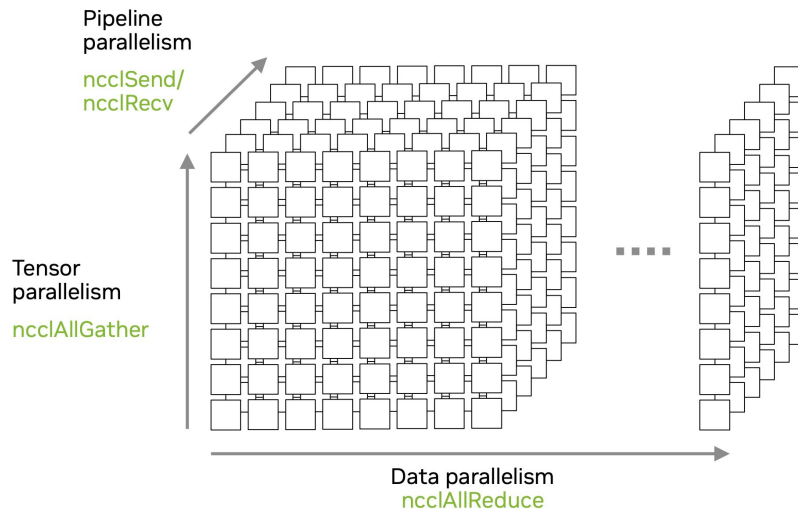 Pipeline
parallelism
ncclSend/
ncclRecv
Tensor
parallelism
ncclAllGather
Data parallelism
ncclAllReduce